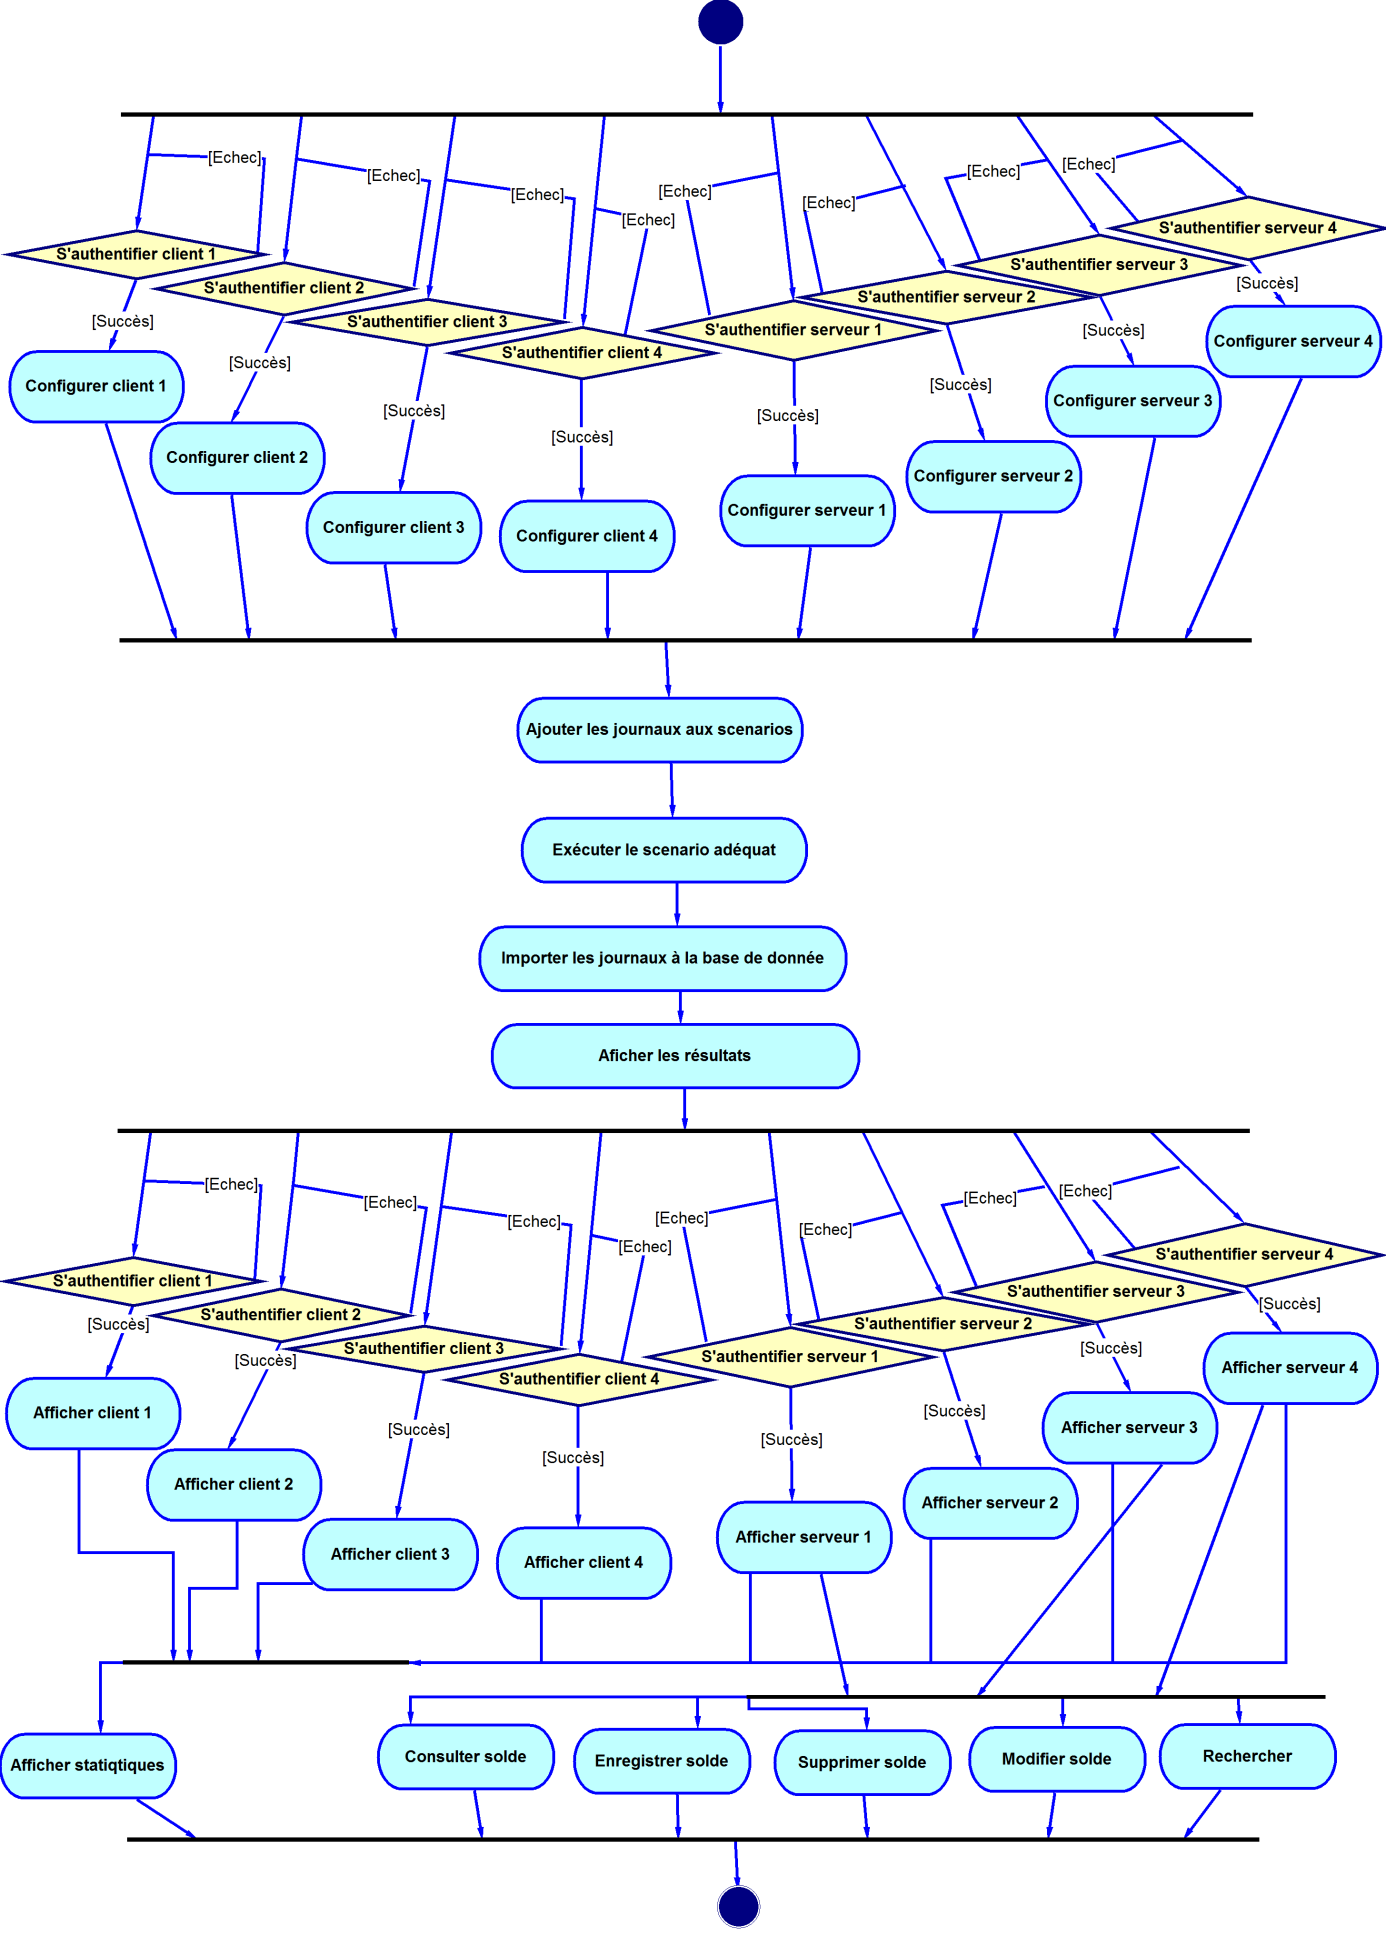 [Echec]
[Echec]
[Echec]
[Echec]
[Echec]
[Echec]
[Echec]
[Echec]
S'authentifier client 1
S'authentifier client 2
S'authentifier client 3
S'authentifier client 4
S'authentifier serveur 1
S'authentifier serveur 2
S'authentifier serveur 3
S'authentifier serveur 4
[Succès]
[Succès]
[Succès]
[Succès]
[Succès]
[Succès]
[Succès]
[Succès]
Configurer client 1
Configurer client 2
Configurer client 3
Configurer client 4
Configurer serveur 1
Configurer serveur 2
Configurer serveur 3
Configurer serveur 4
Ajouter les journaux aux scenarios
Exécuter le scenario adéquat
Importer les journaux à la base de donnée
Aficher les résultats
[Echec]
[Echec]
[Echec]
[Echec]
[Echec]
[Echec]
[Echec]
[Echec]
S'authentifier client 1
S'authentifier client 2
S'authentifier client 3
S'authentifier client 4
S'authentifier serveur 1
S'authentifier serveur 2
S'authentifier serveur 3
S'authentifier serveur 4
[Succès]
[Succès]
[Succès]
[Succès]
[Succès]
[Succès]
[Succès]
[Succès]
Afficher client 1
Afficher client 2
Afficher client 3
Afficher client 4
Afficher serveur 1
Afficher serveur 2
Afficher serveur 3
Afficher serveur 4
Afficher statiqtiques
Consulter solde
Enregistrer solde
Supprimer solde
Modifier solde
Rechercher